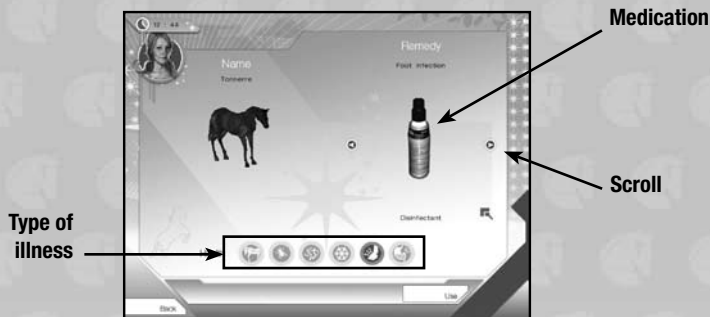 Medication
12 : 44
Name
Tonnerre
Remedy
Foot infection
Scroll
Disinfectant
Type of
illness
Use
Back